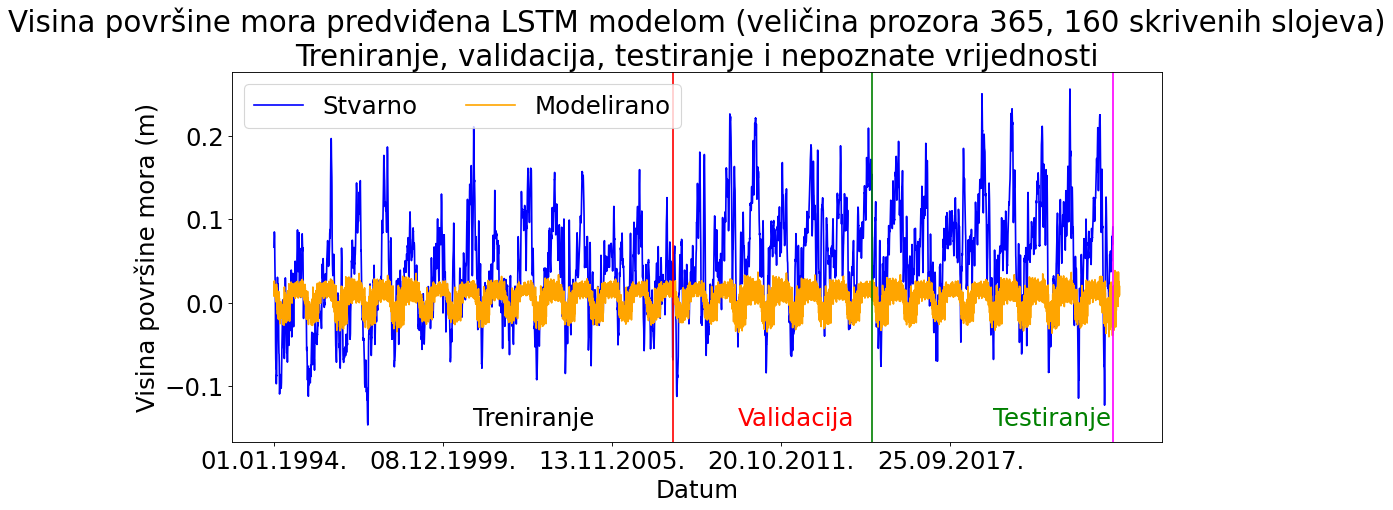 Visina površine mora predviđena LSTM modelom (veličina prozora 365, 160 skrivenih slojeva)
Treniranje, validacija, testiranje i nepoznate vrijednosti
Stvarno Modelirano
Visina površine mora (m)
0.2
0.1
0.0
−0.1
Treniranje Validacija Testiranje
01.01.1994. 08.12.1999. 13.11.2005. 20.10.2011. 25.09.2017.
Datum